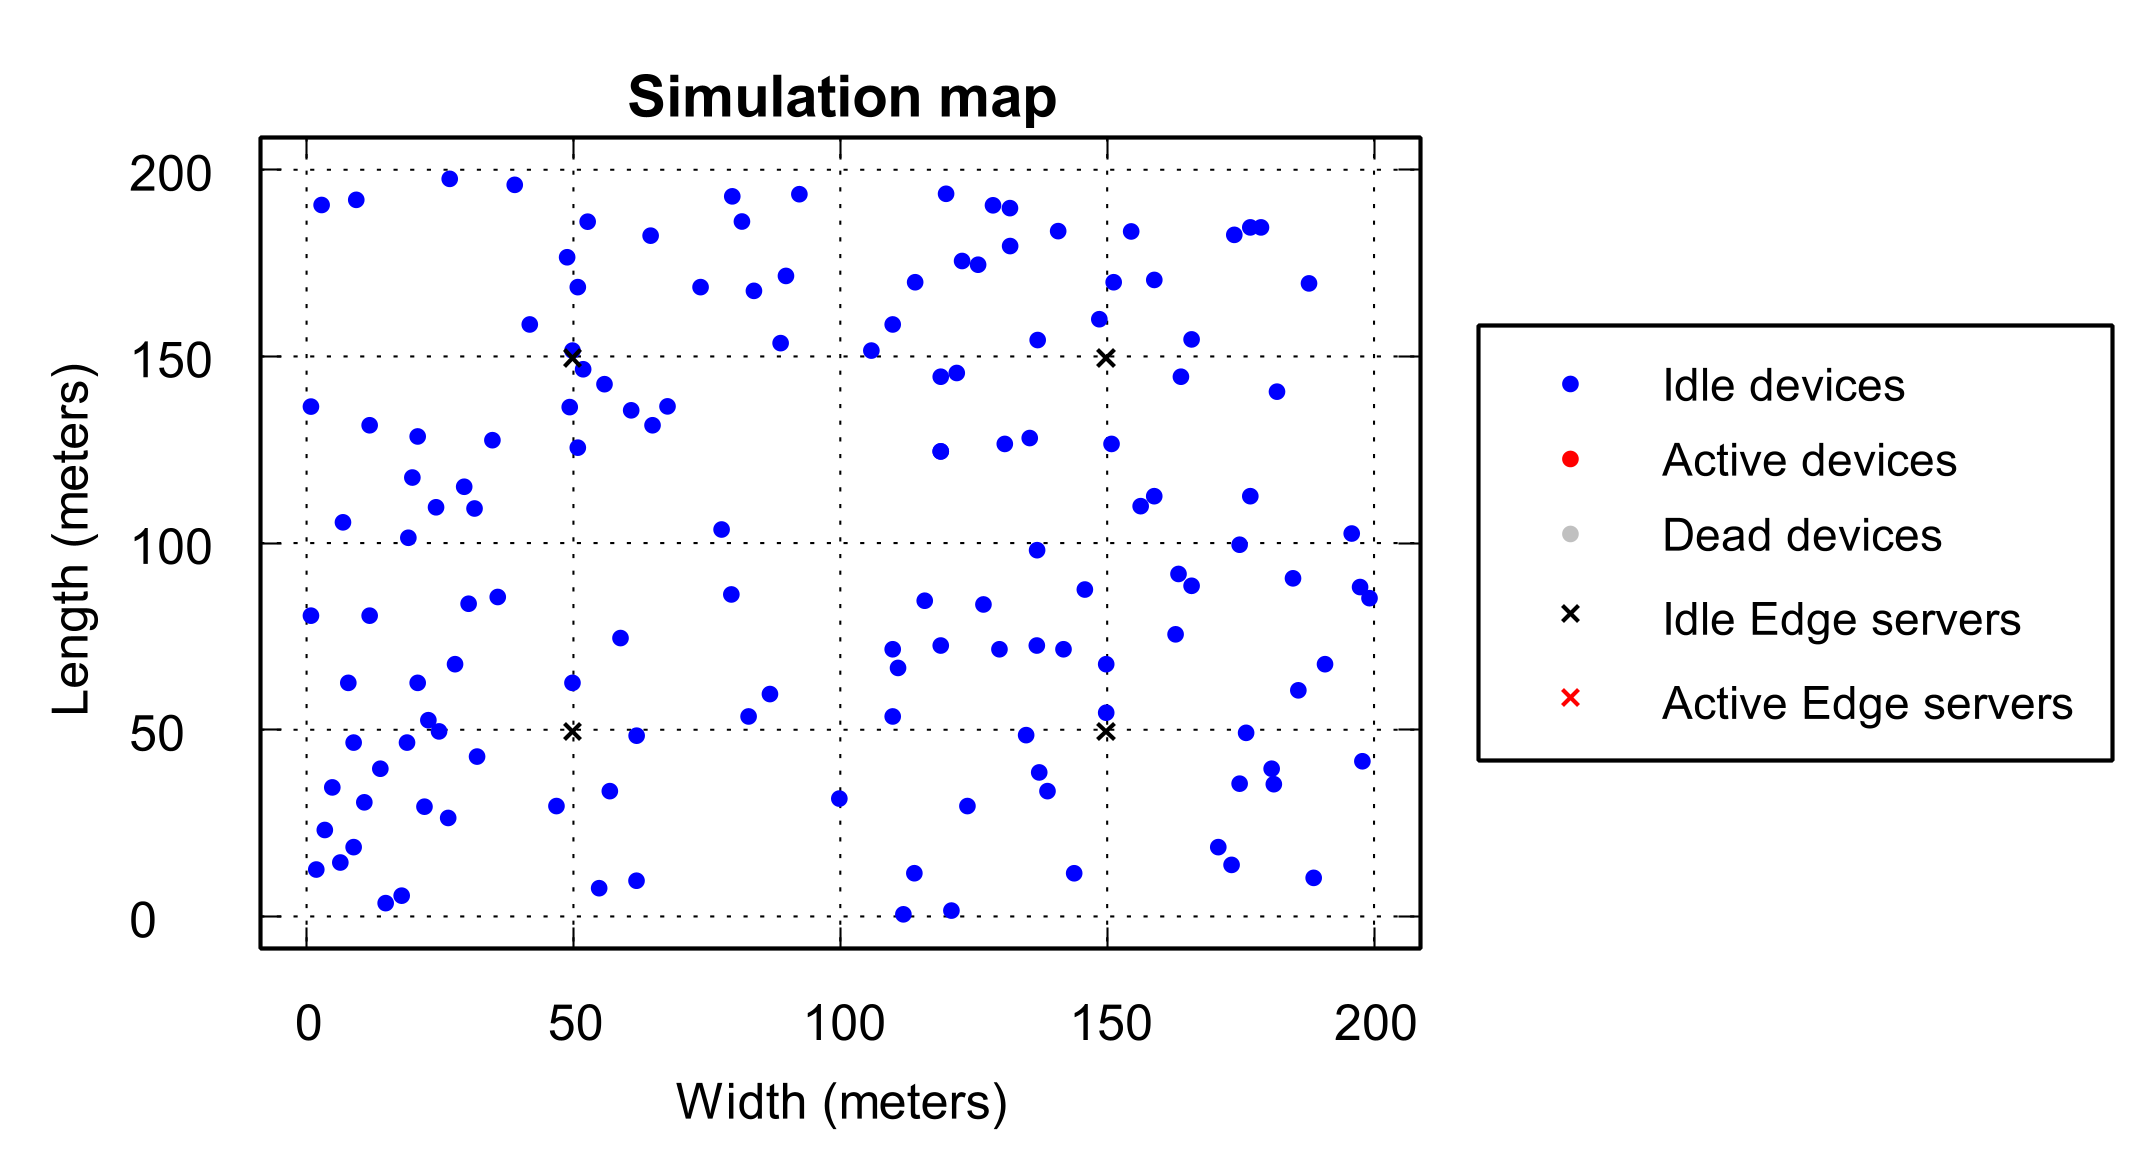 Simulation map
200
150
100
50
0
Length (meters)
0 50 100 150 200
Width (meters)
Idle devices
Active devices
Dead devices
Idle Edge servers
Active Edge servers